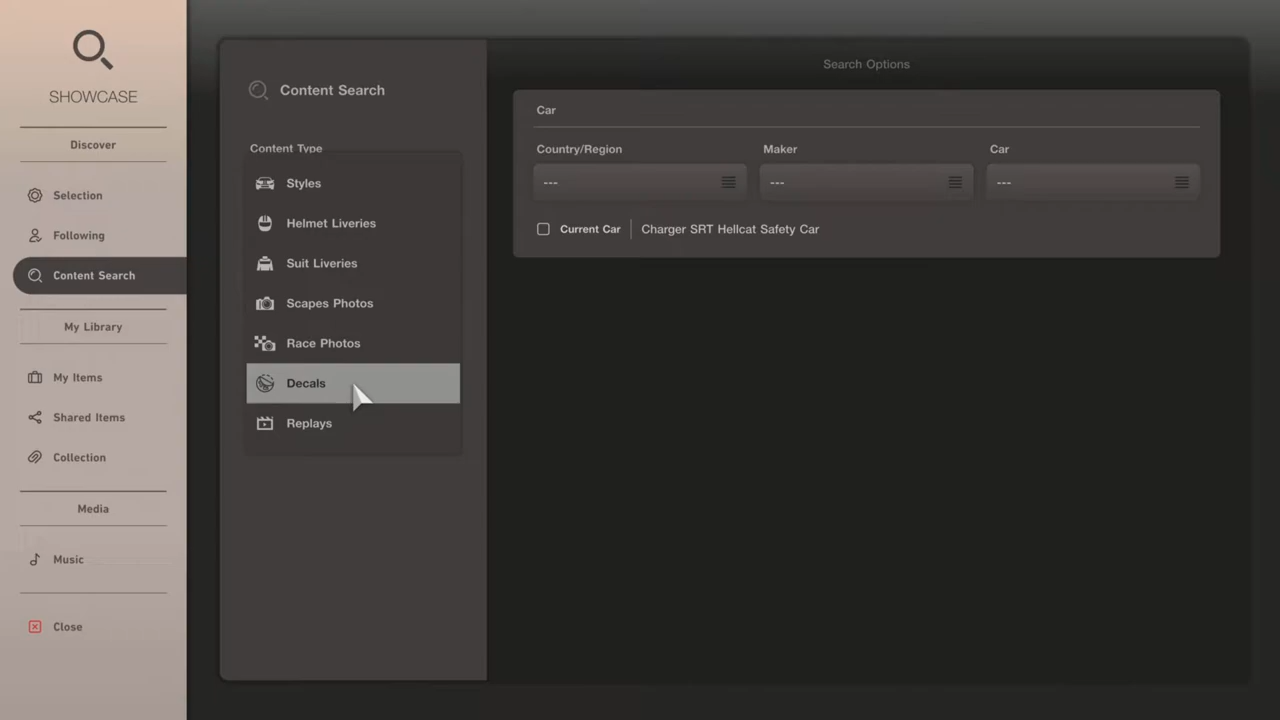 SHOWCASE
Discover
Selection
Following
Content Search
My Library
My Items
Shared Items
Collection
Media
Music
Close
Content Search
Content Type
Styles
Helmet Liveries
Suit Liveries
Scapes Photos
Race Photos
Decals
Replays
Search Options
Car
Country/Region Maker Car
--- --- ---
Current Car Charger SRT Hellcat Safety Car